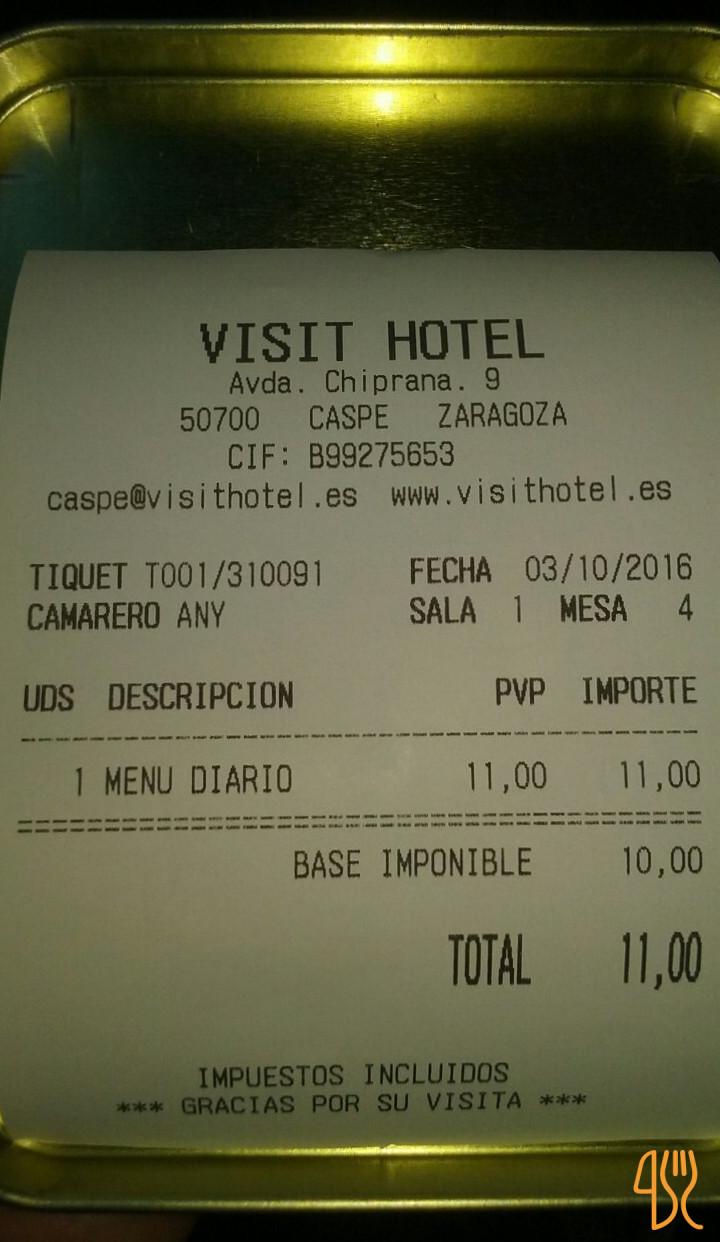 VISIT HOTEL
Avda. Chiprana. 9
50700 CASPE ZARAGOZA
CIF: B99275653
caspe@visithotel.es www.visithotel.es
TIQUET T001/310091 FECHA 03/10/2016
CAMARERO ANY SALA 1 MESA 4
UDS DESCRIPCION PVP IMPORTE
1 MENU DIARIO 11,00 11,00
BASE IMPONIBLE 10,00
TOTAL 11,00
IMPUESTOS INCLUIDOS
*** GRACIAS POR SU VISITA ***